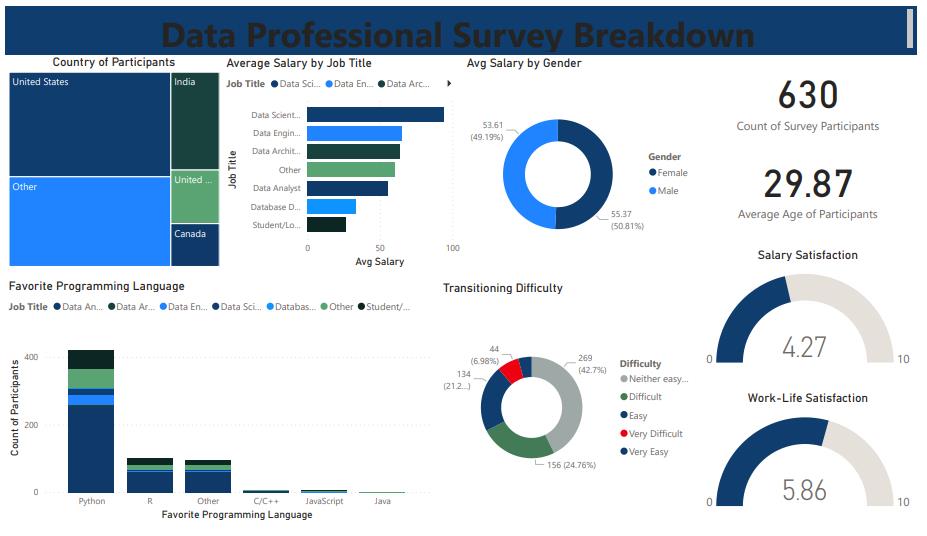 Data Professional Survey Breakdown
Country of Participants
United States
India
Other
United ...
Canada
Average Salary by Job Title
Job Title Data Sci... Data En... Data Arc...
Job Title
Data Scient...
Data Engin...
Data Archit...
Other
Data Analyst
Database D...
Student/Lo...
0 50 100
Avg Salary
Avg Salary by Gender
53.61
(49.19%)
55.37
(50.81%)
Gender
Female
Male
630
Count of Survey Participants
29.87
Average Age of Participants
Salary Satisfaction
4.27
0 10
Favorite Programming Language
Job Title Data An... Data Ar... Data En... Data Sci... Databas... Other Student/...
Count of Participants
400
200
0
Python R Other C/C++ JavaScript Java
Favorite Programming Language
Transitioning Difficulty
44
(6.98%)
269
(42.7%)
134
(21.2...)
156 (24.76%)
Difficulty
Neither easy...
Difficult
Easy
Very Difficult
Very Easy
Work-Life Satisfaction
5.86
0 10